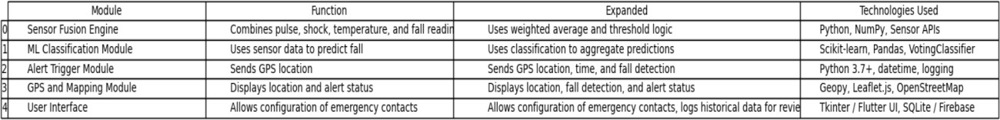 Module Function Expanded Technologies Used
0 Sensor Fusion Engine Combines pulse, shock, temperature, and fall readin Uses weighted average and threshold logic Python, NumPy, Sensor APIs
1 ML Classification Module Uses sensor data to predict fall Uses classification to aggregate predictions Scikit-learn, Pandas, VotingClassifier
2 Alert Trigger Module Sends GPS location Sends GPS location, time, and fall detection Python 3.7+, datetime, logging
3 GPS and Mapping Module Displays location and alert status Displays location, fall detection, and alert status Geopy, Leaflet.js, OpenStreetMap
4 User Interface Allows configuration of emergency contacts Allows configuration of emergency contacts, logs historical data for revie Tkinter / Flutter UI, SQLite / Firebase